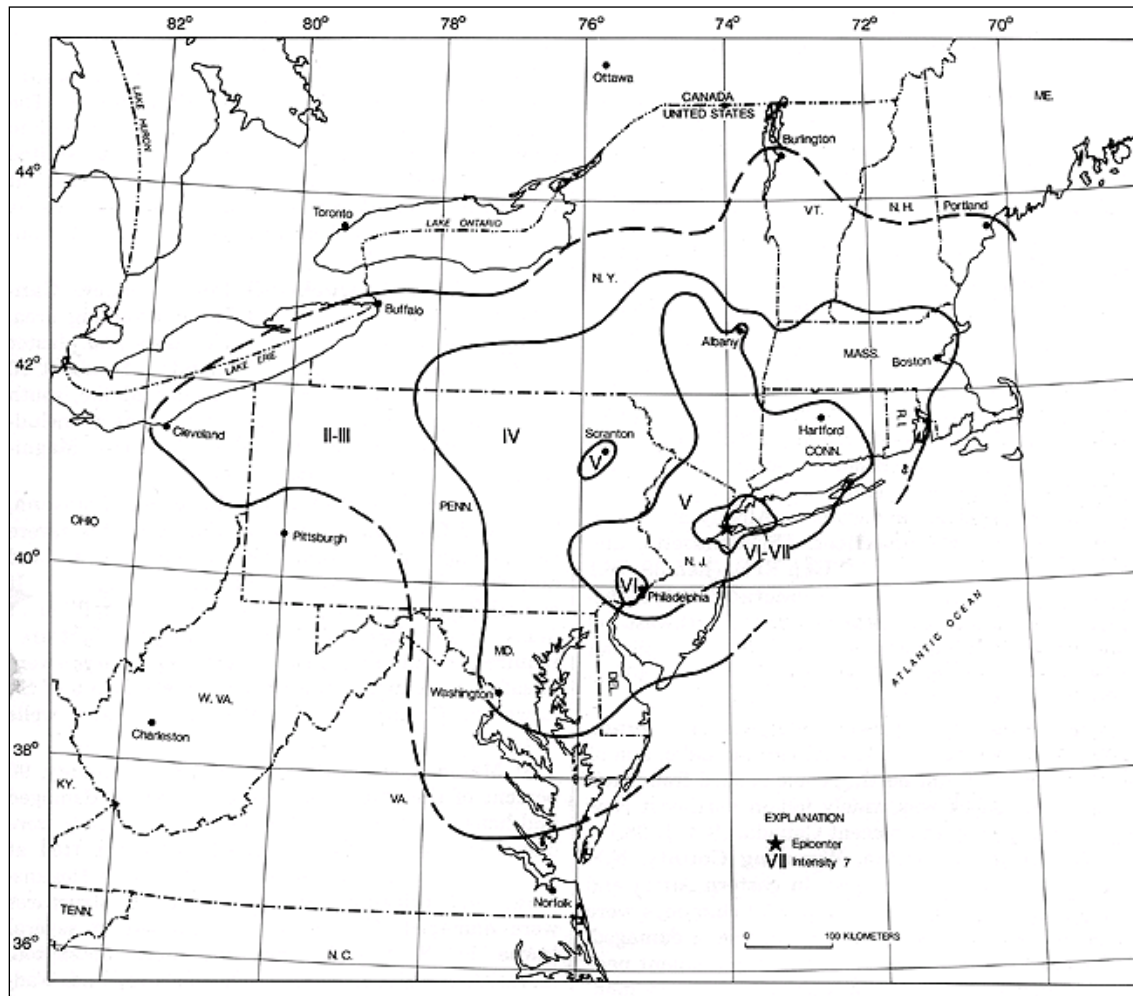 82° 80° 78° 76° 74° 72° 70°
Ottawa
CANADA
UNITED STATES
ME.
LAKE HURON
Burlington
44°
VT.
N. H.
Portland
Toronto
LAKE ONTARIO
N. Y.
Buffalo
Albany
MASS.
Boston
42°
LAKE ERIE
R.I.
Cleveland
II-III
IV
Scranton
V
Hartford
CONN.
PENN.
V
OHIO
Pittsburgh
N. J.
VI-VII
40°
VI
Philadelphia
MD.
Washington
DEL.
ATLANTIC OCEAN
W. VA.
Charleston
38°
KY.
VA.
EXPLANATION
Epicenter
VII Intensity 7
Norfolk
TENN.
0 100 KILOMETERS
36°
N. C.